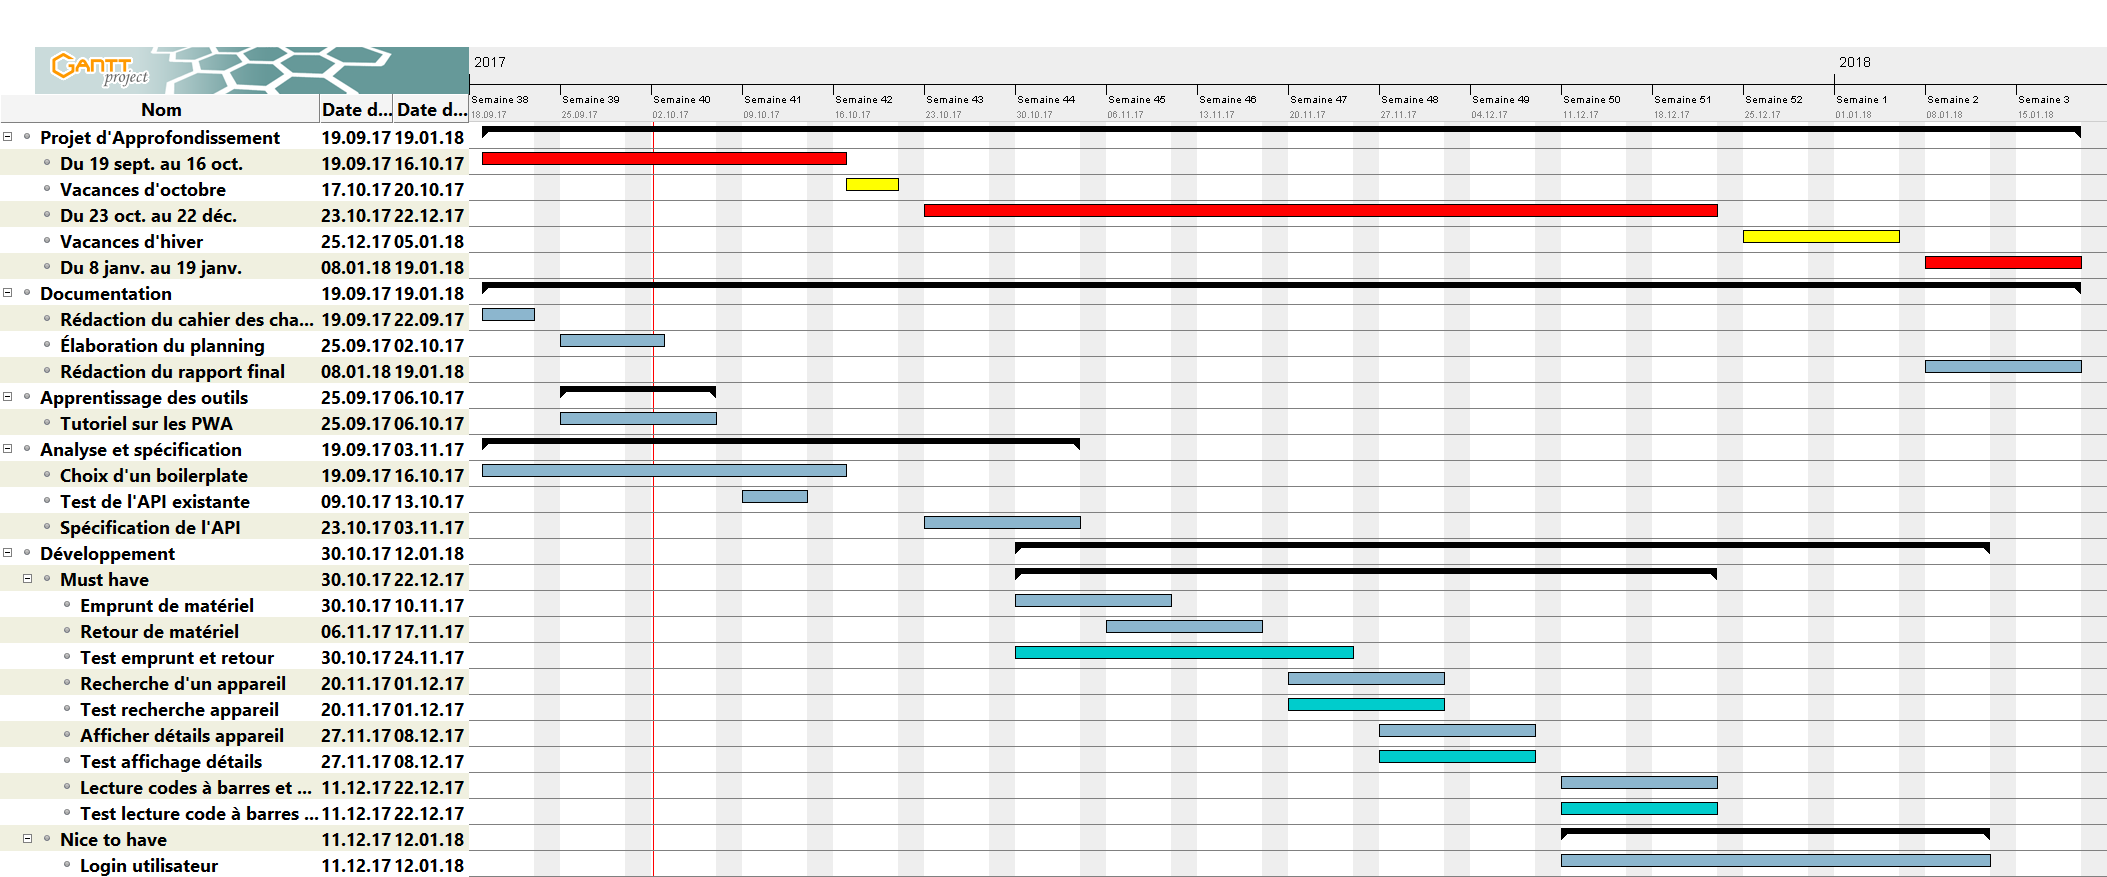 GANTT
project
2017 2018
Nom Date d... Date d... Semaine 38 Semaine 39 Semaine 40 Semaine 41 Semaine 42 Semaine 43 Semaine 44 Semaine 45 Semaine 46 Semaine 47 Semaine 48 Semaine 49 Semaine 50 Semaine 51 Semaine 52 Semaine 1 Semaine 2 Semaine 3
18.09.17 25.09.17 02.10.17 09.10.17 16.10.17 23.10.17 30.10.17 06.11.17 13.11.17 20.11.17 27.11.17 04.12.17 11.12.17 18.12.17 25.12.17 01.01.18 08.01.18 15.01.18
Projet d'Approfondissement 19.09.17 19.01.18
Du 19 sept. au 16 oct. 19.09.17 16.10.17
Vacances d'octobre 17.10.17 20.10.17
Du 23 oct. au 22 déc. 23.10.17 22.12.17
Vacances d'hiver 25.12.17 05.01.18
Du 8 janv. au 19 janv. 08.01.18 19.01.18
Documentation 19.09.17 19.01.18
Rédaction du cahier des cha... 19.09.17 22.09.17
Élaboration du planning 25.09.17 02.10.17
Rédaction du rapport final 08.01.18 19.01.18
Apprentissage des outils 25.09.17 06.10.17
Tutoriel sur les PWA 25.09.17 06.10.17
Analyse et spécification 19.09.17 03.11.17
Choix d'un boilerplate 19.09.17 16.10.17
Test de l'API existante 09.10.17 13.10.17
Spécification de l'API 23.10.17 03.11.17
Développement 30.10.17 12.01.18
Must have 30.10.17 22.12.17
Emprunt de matériel 30.10.17 10.11.17
Retour de matériel 06.11.17 17.11.17
Test emprunt et retour 30.10.17 24.11.17
Recherche d'un appareil 20.11.17 01.12.17
Test recherche appareil 20.11.17 01.12.17
Afficher détails appareil 27.11.17 08.12.17
Test affichage détails 27.11.17 08.12.17
Lecture codes à barres et ... 11.12.17 22.12.17
Test lecture code à barres ... 11.12.17 22.12.17
Nice to have 11.12.17 12.01.18
Login utilisateur 11.12.17 12.01.18